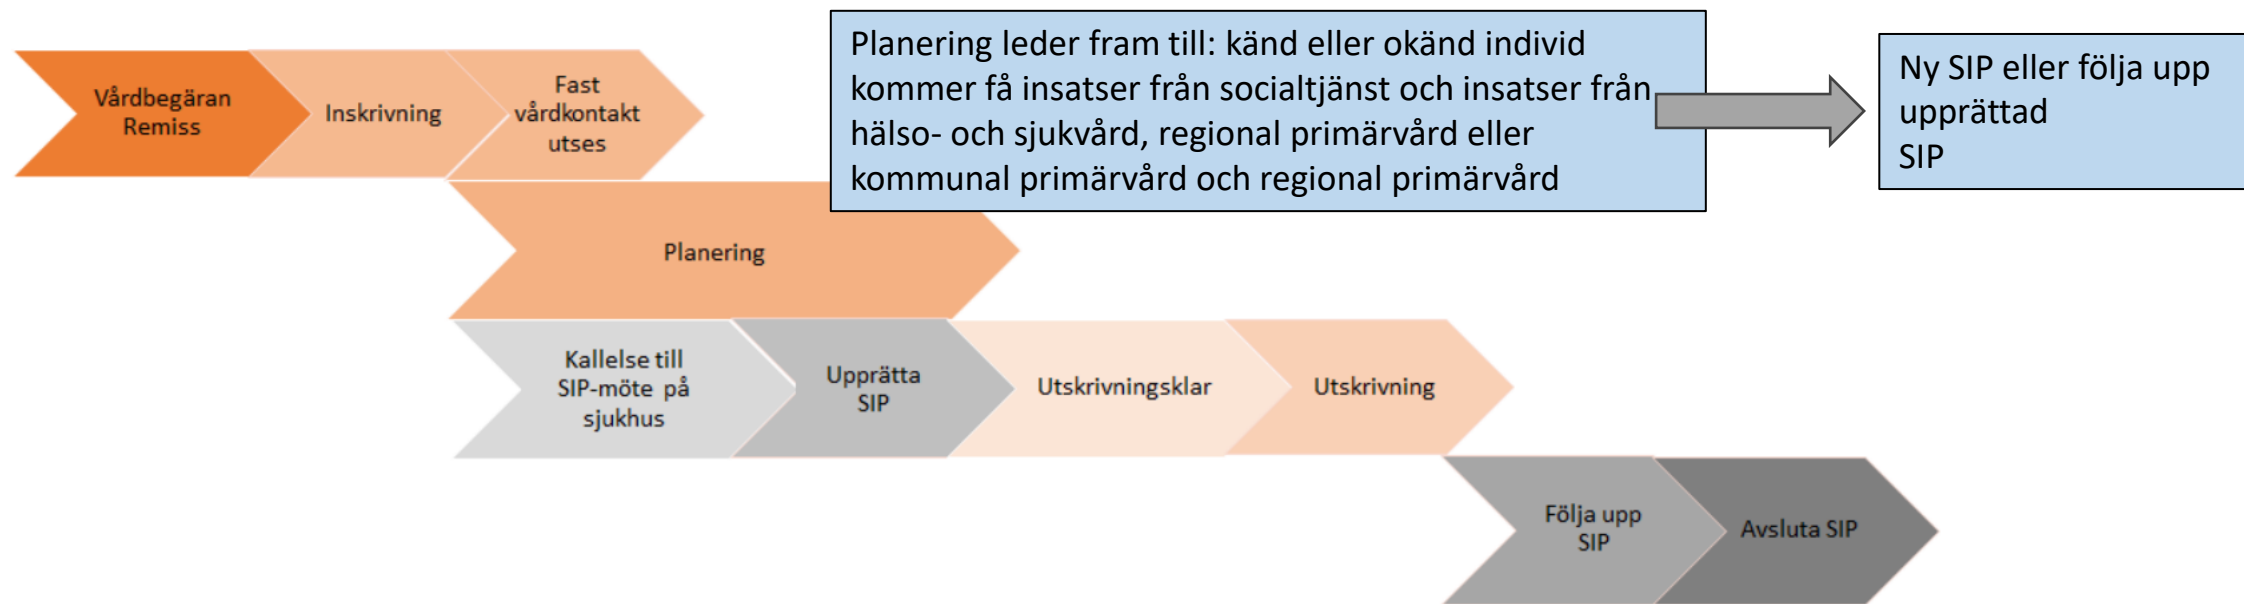 Vårdbegäran
Remiss
Inskrivning
Fast
vårdkontakt
utses
Planering leder fram till: känd eller okänd individ
kommer få insatser från socialtjänst och insatser från
hälso- och sjukvård, regional primärvård eller
kommunal primärvård och regional primärvård
Ny SIP eller följa upp
upprättad
SIP
Planering
Kallelse till
SIP-möte på
sjukhus
Upprätta
SIP
Utskrivningsklar
Utskrivning
Följa upp
SIP
Avsluta SIP